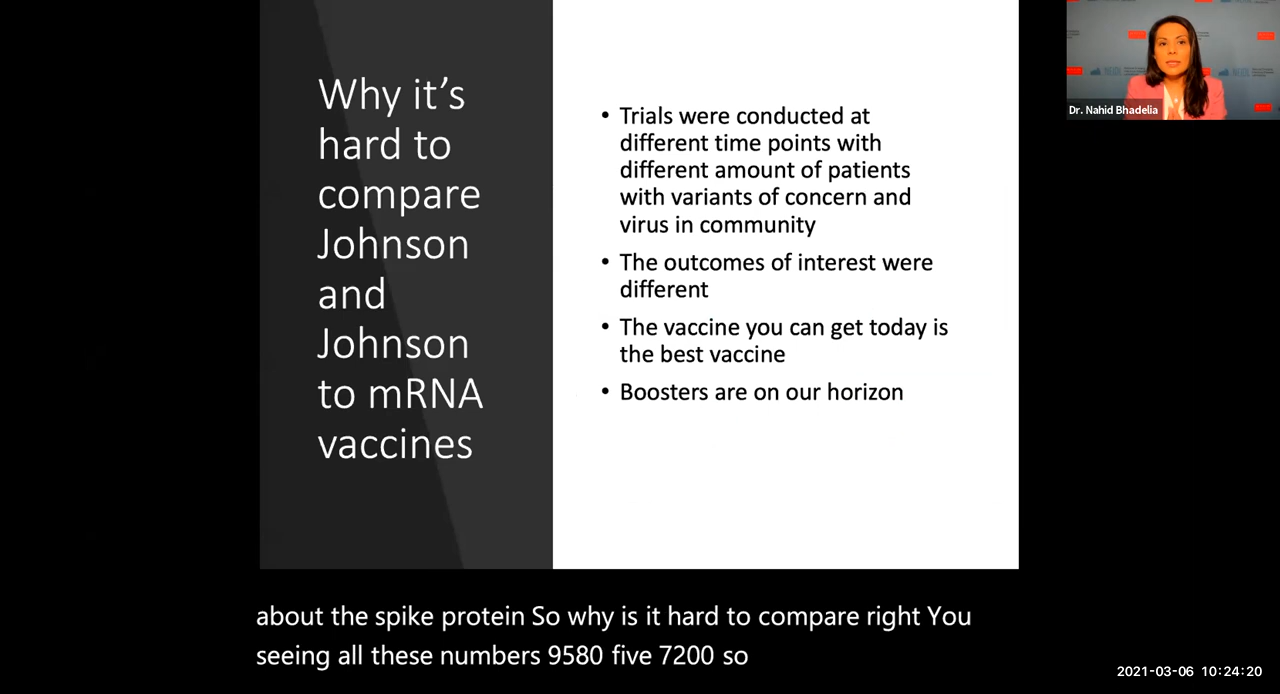 Why it's
hard to
compare
Johnson
and
Johnson
to mRNA
vaccines
• Trials were conducted at
different time points with
different amount of patients
with variants of concern and
virus in community
• The outcomes of interest were
different
• The vaccine you can get today is
the best vaccine
• Boosters are on our horizon
Dr. Nahid Bhadelia
about the spike protein So why is it hard to compare right You
seeing all these numbers 9580 five 7200 so
2021-03-06 10:24:20